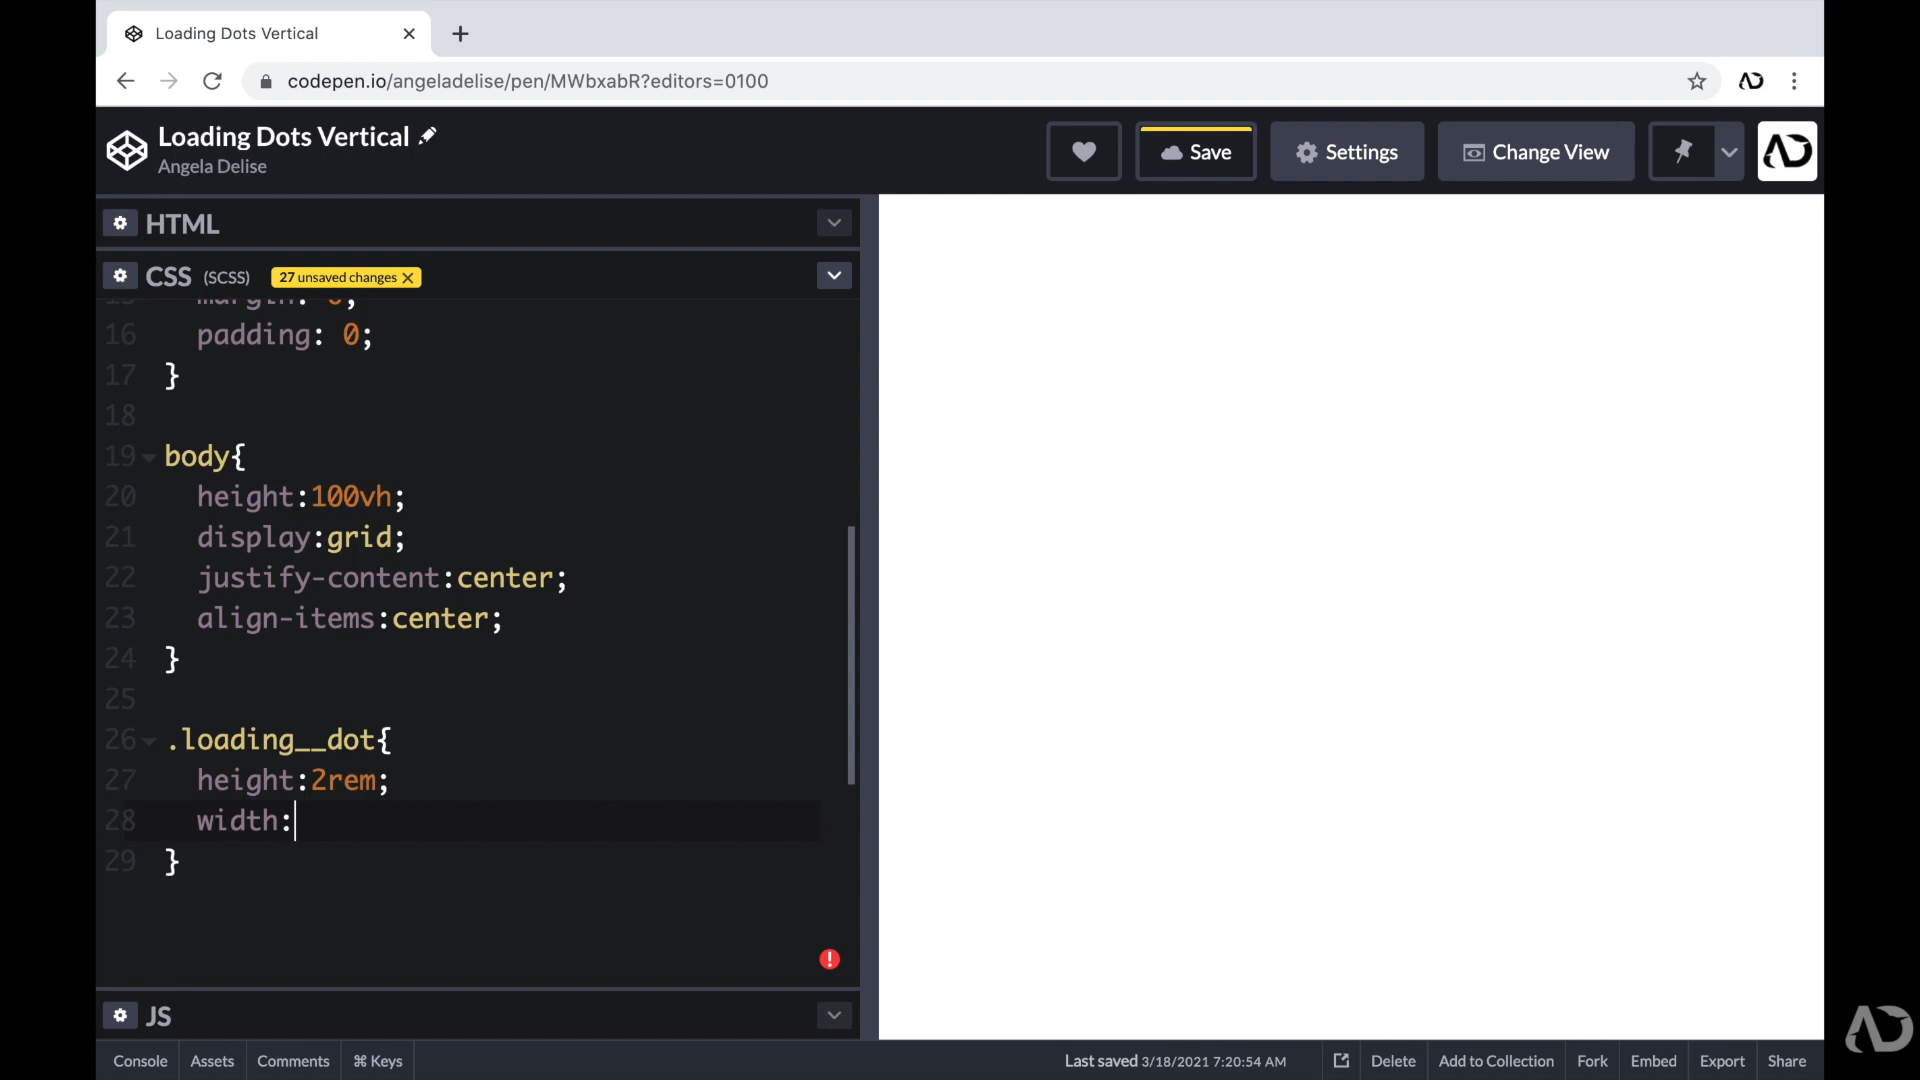 Loading Dots Vertical
codepen.io/angeladelise/pen/MWbxabR?editors=0100
Loading Dots Vertical
Angela Delise
Save
Settings
Change View
HTML
CSS (SCSS) 27 unsaved changes
15 margin: 0;
16 padding: 0;
17 }
18
19 body{
20 height:100vh;
21 display:grid;
22 justify-content:center;
23 align-items:center;
24 }
25
26 .loading__dot{
27 height:2rem;
28 width:
29 }
JS
Console Assets Comments ⌘ Keys Last saved 3/18/2021 7:20:54 AM Delete Add to Collection Fork Embed Export Share